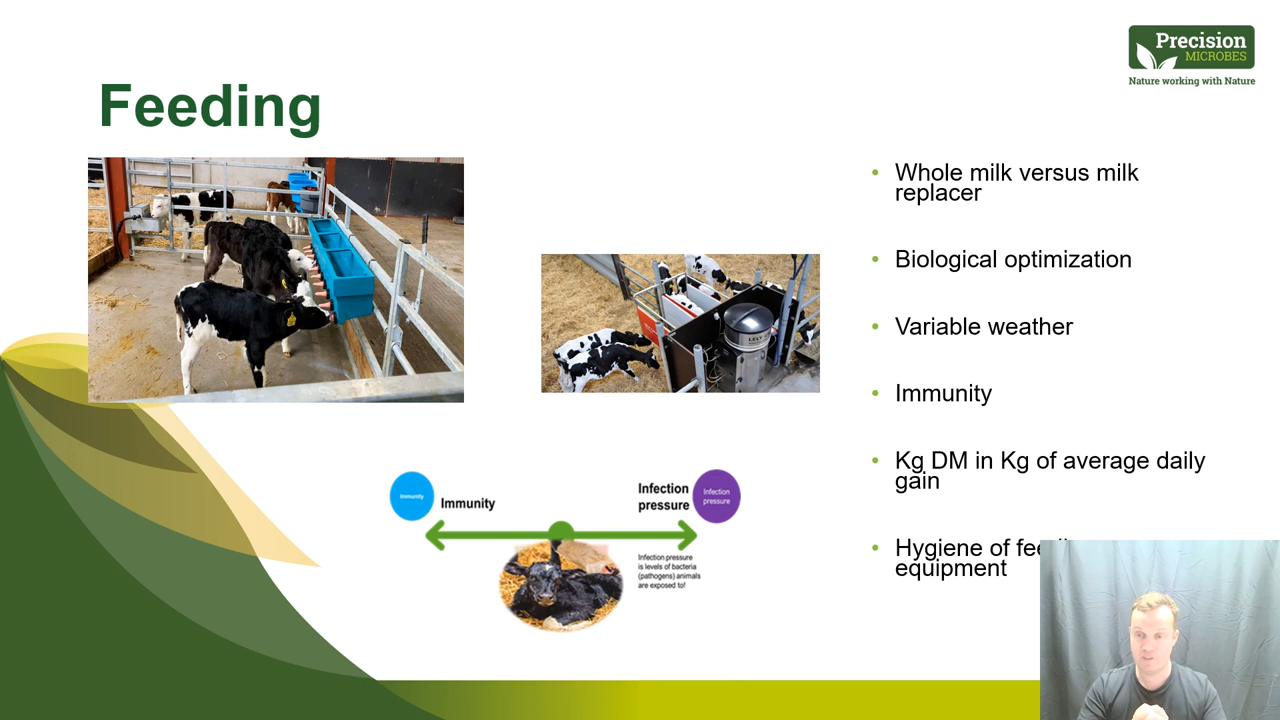 Precision
MICROBES
Nature working with Nature
Feeding
• Whole milk versus milk
replacer
• Biological optimization
• Variable weather
• Immunity
• Kg DM in Kg of average daily
gain
• Hygiene of
equipment
LELY
Immunity
Immunity
Infection
pressure
Infection
pressure
Infection pressure
is levels of bacteria
(pathogens) animals
are exposed to!